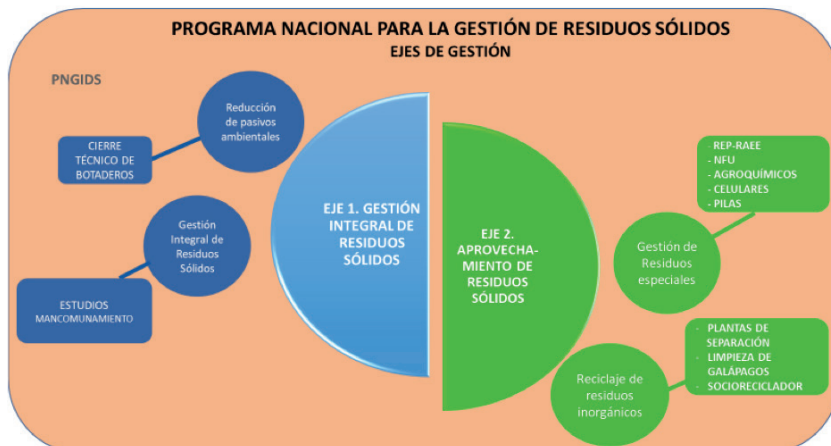 PROGRAMA NACIONAL PARA LA GESTIÓN DE RESIDUOS SÓLIDOS
EJES DE GESTIÓN
PNGIDS
Reducción
de pasivos
ambientales
CIERRE
TÉCNICO DE
BOTADEROS
Gestión
Integral de
Residuos
Sólidos
ESTUDIOS
MANCOMUNAMIENTO
EJE 1. GESTIÓN
INTEGRAL DE
RESIDUOS
SÓLIDOS
EJE 2.
APROVECHA-
MIENTO DE
RESIDUOS
SÓLIDOS
- REP-RAEE
- NFU
- AGROQUÍMICOS
- CELULARES
- PILAS
Gestión de
Residuos
especiales
- PLANTAS DE
SEPARACIÓN
- LIMPIEZA DE
GALÁPAGOS
- SOCIORECICLADOR
Reciclaje de
residuos
inorgánicos